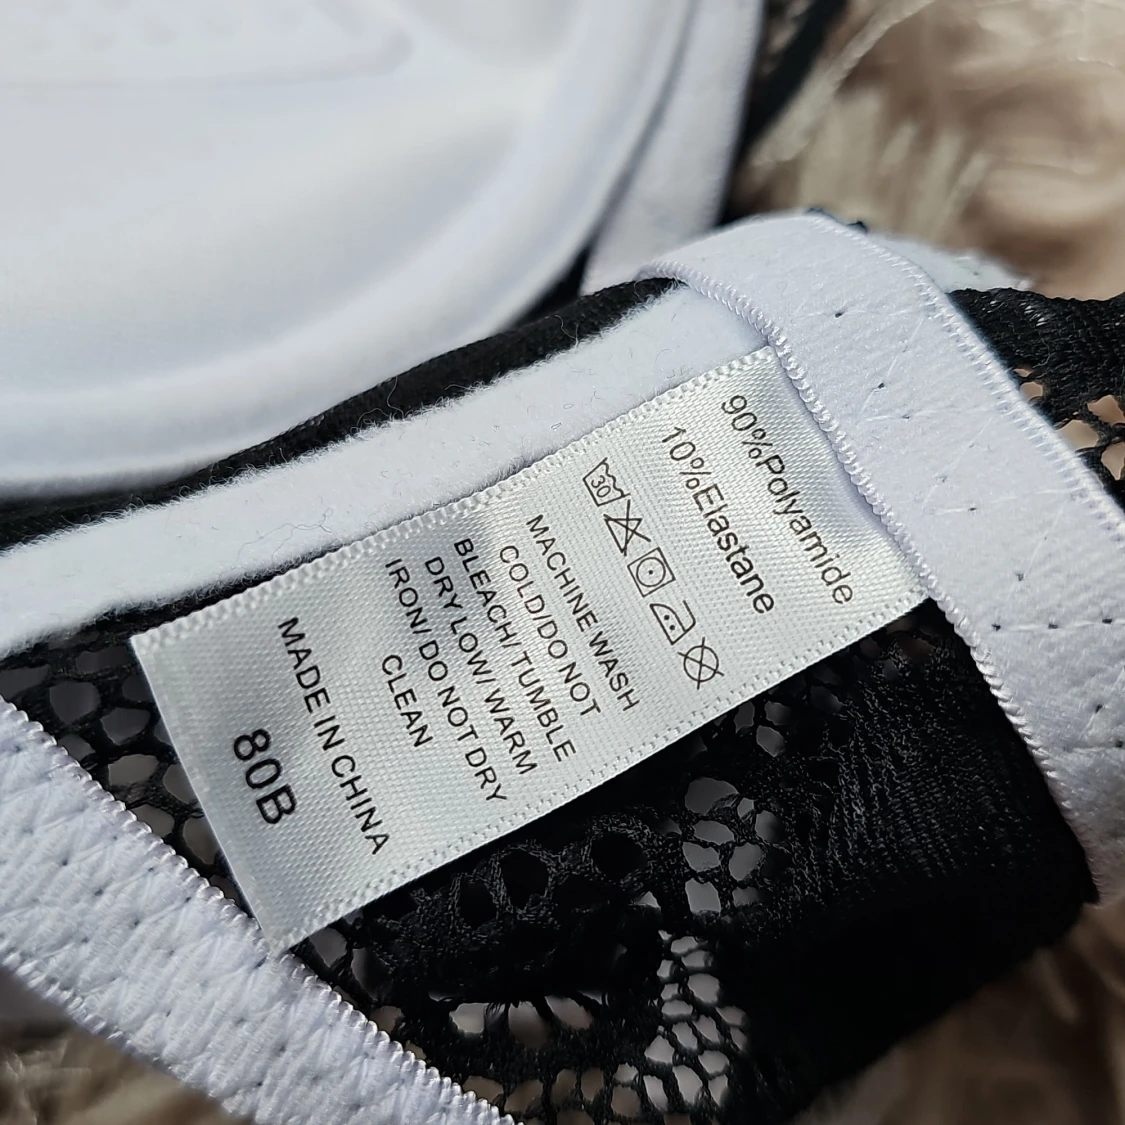 90%Polyamide
10%Elastane
30
MACHINE WASH
COLD/DO NOT
BLEACH/ TUMBLE
DRY LOW/ WARM
IRON/ DO NOT DRY
CLEAN
MADE IN CHINA
80B